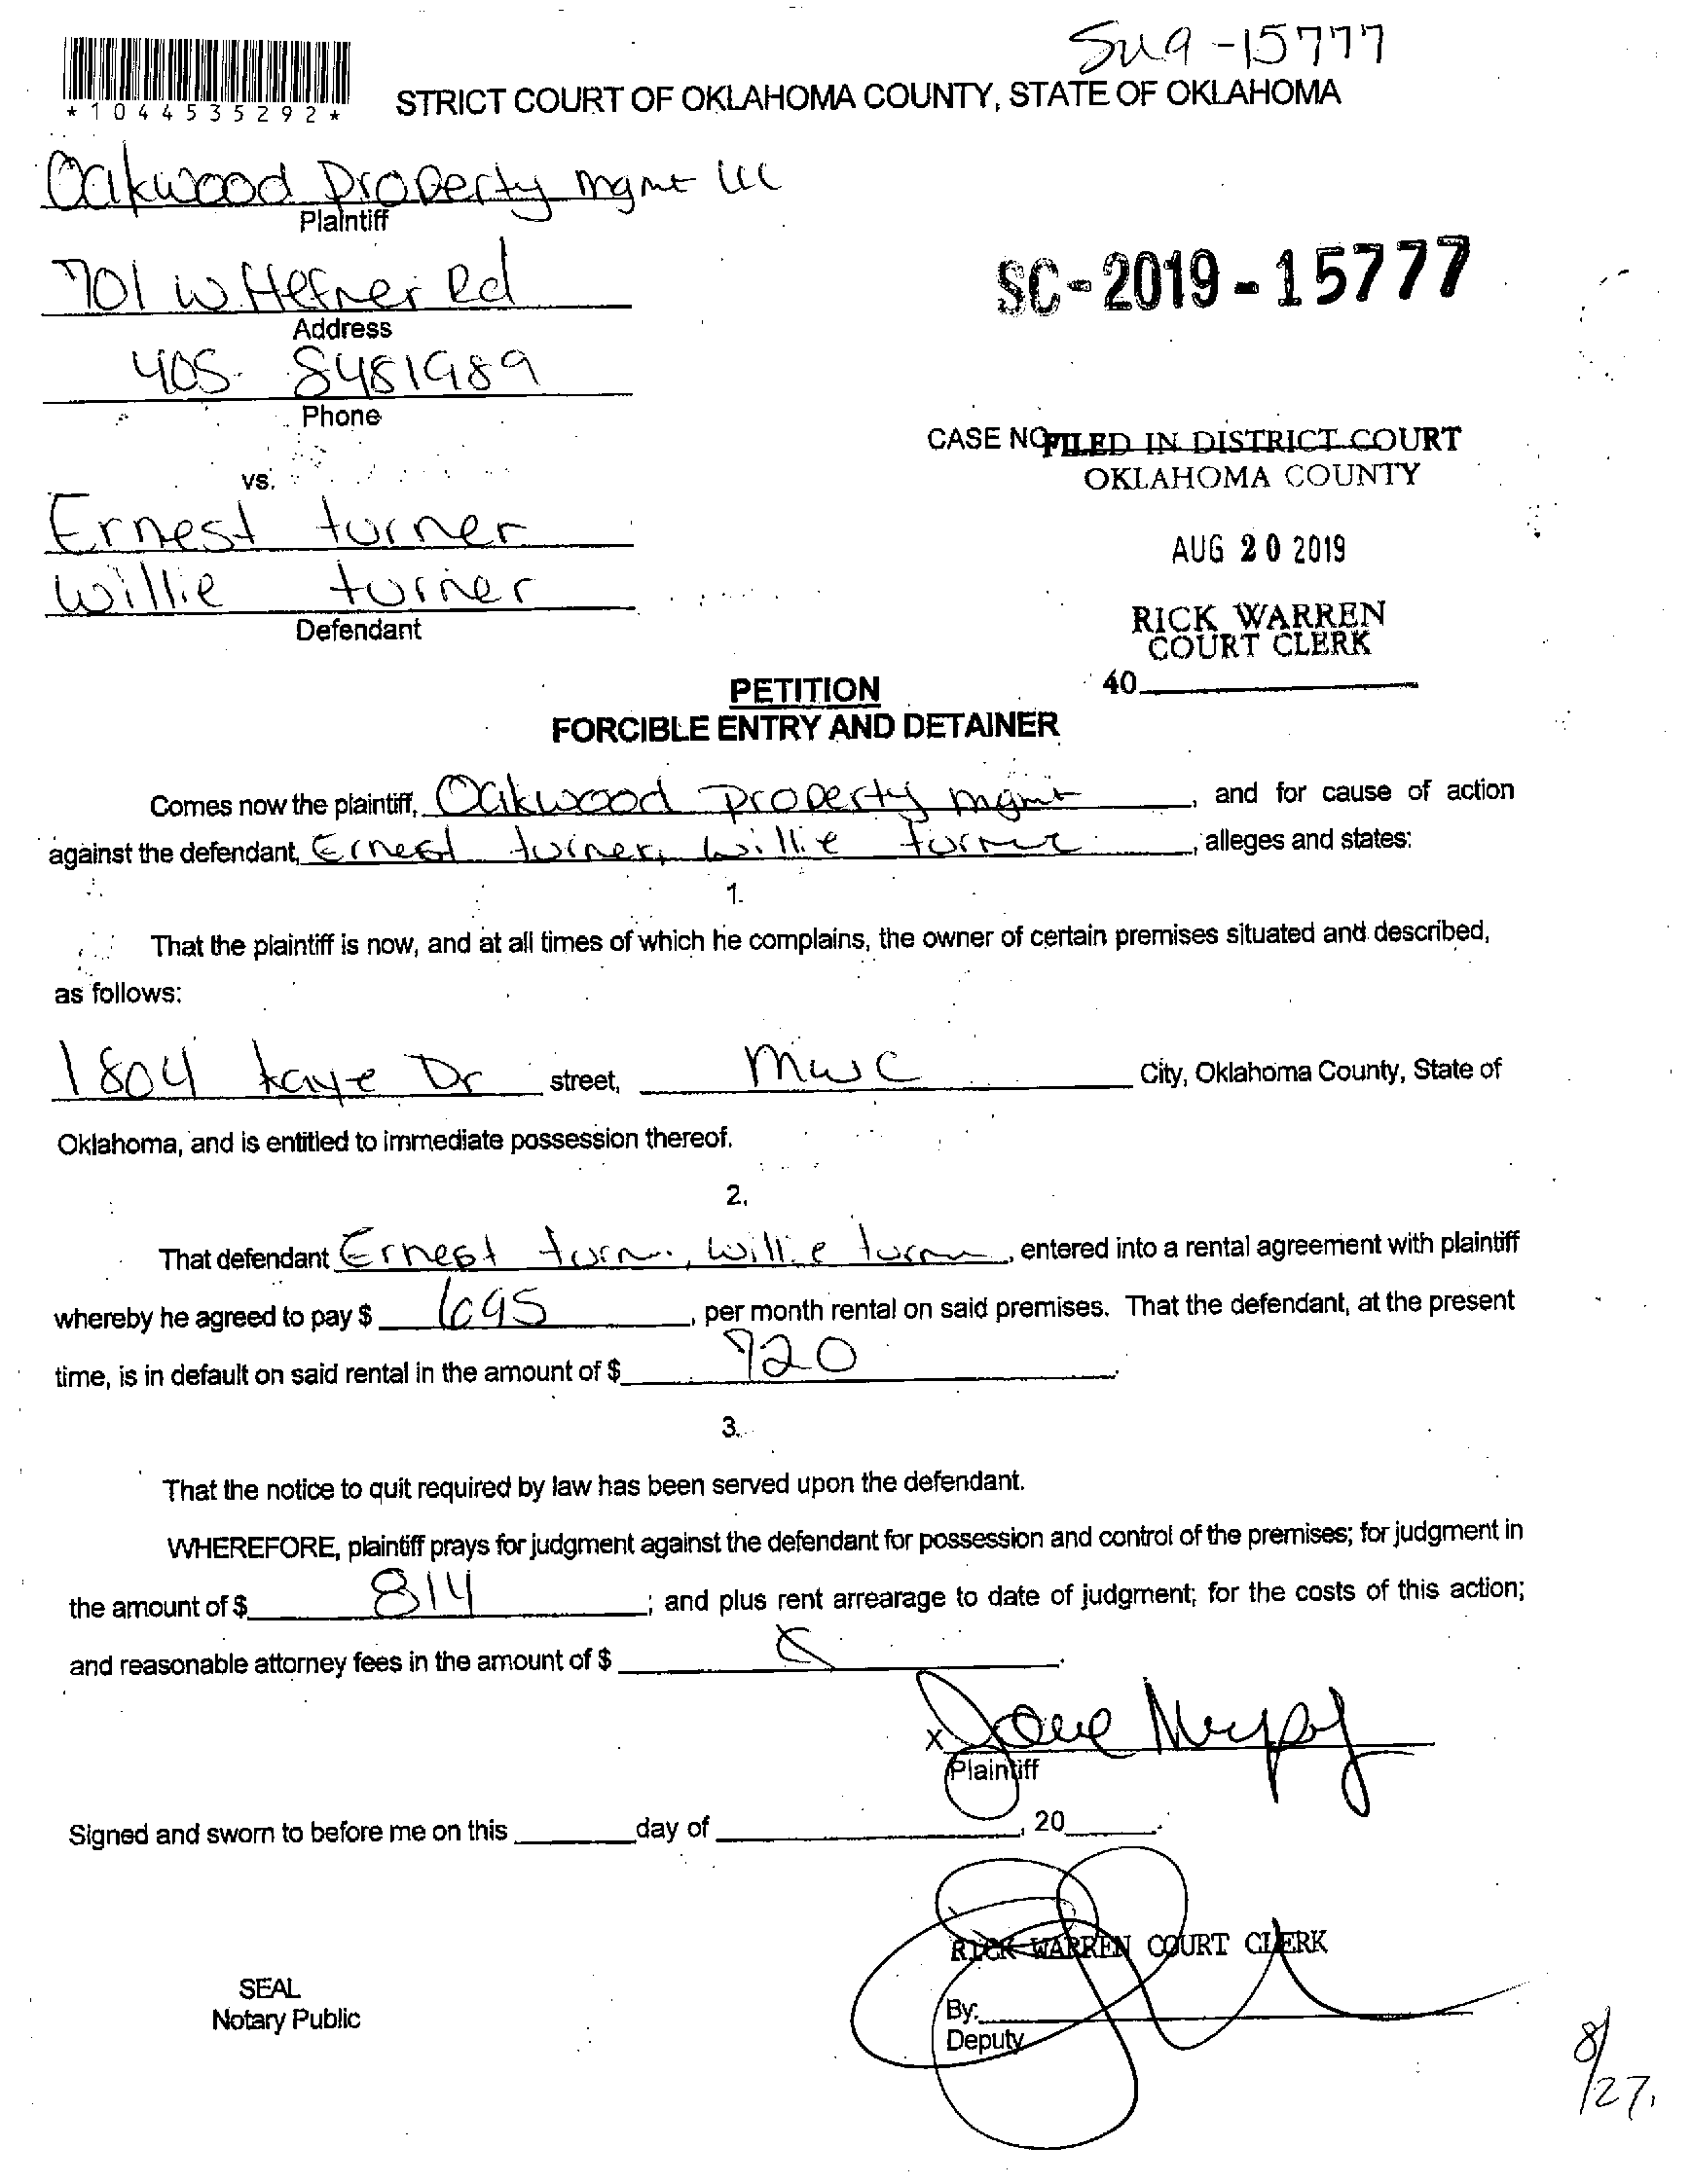 Su9-15777
*1044535292*
STRICT COURT OF OKLAHOMA COUNTY, STATE OF OKLAHOMA
Oakwood Property mgmt LLC
Plaintiff
701 W Hefner Rd
Address
SC-2019-15777
405- 8481989
Phone
CASE NO FILED IN DISTRICT COURT
OKLAHOMA COUNTY
vs.
Ernest turner
AUG 20 2019
willie turner
Defendant
RICK WARREN
COURT CLERK
40
PETITION
FORCIBLE ENTRY AND DETAINER
Comes now the plaintiff, Oakwood property mgmt, and for cause of action
against the defendant, Ernest turner, willie turner, alleges and states:
1.
That the plaintiff is now, and at all times of which he complains, the owner of certain premises situated and described,
as follows:
1804 kaye Dr street, mwc City, Oklahoma County, State of
Oklahoma, and is entitled to immediate possession thereof.
2.
That defendant Ernest turn, willie turn, entered into a rental agreement with plaintiff
whereby he agreed to pay $ 695, per month rental on said premises. That the defendant, at the present
time, is in default on said rental in the amount of $ 920.
3.
That the notice to quit required by law has been served upon the defendant.
WHEREFORE, plaintiff prays for judgment against the defendant for possession and control of the premises; for judgment in
the amount of $ 814; and plus rent arrearage to date of judgment; for the costs of this action;
and reasonable attorney fees in the amount of $
x
Plaintiff
Signed and sworn to before me on this day of , 20 .
RICK WARREN COURT CLERK
SEAL
Notary Public
By:
Deputy
8/27